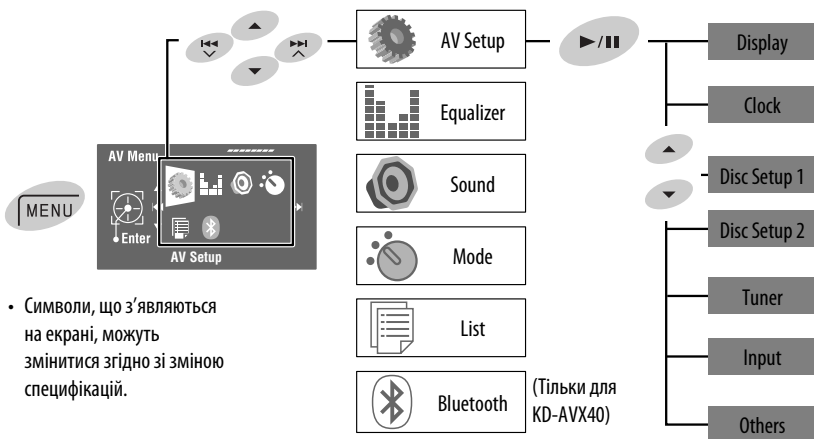 MENU
AV Menu
Enter
AV Setup
• Символи, що з’являються
на екрані, можуть
змінитися згідно зі зміною
специфікацій.
AV Setup
Equalizer
Sound
Mode
List
Bluetooth
(Тільки для
KD-AVX40)
Display
Clock
Disc Setup 1
Disc Setup 2
Tuner
Input
Others